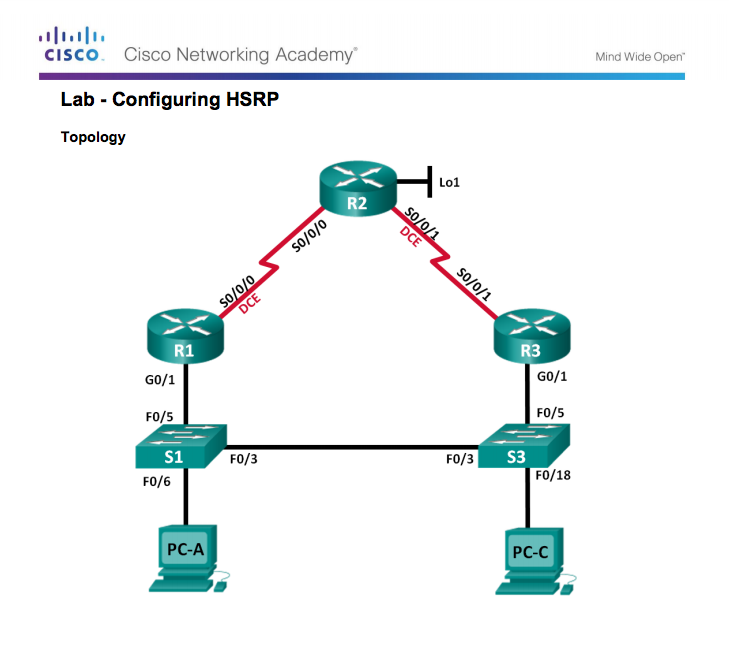 CISCO. Cisco Networking Academy® Mind Wide Open™
Lab - Configuring HSRP
Topology
R2
Lo1
S0/0/0
S0/0/1
DCE
S0/0/0
DCE
S0/0/1
R1
R3
G0/1
G0/1
F0/5
F0/5
S1
F0/3
F0/3
S3
F0/6
F0/18
PC-A
PC-C